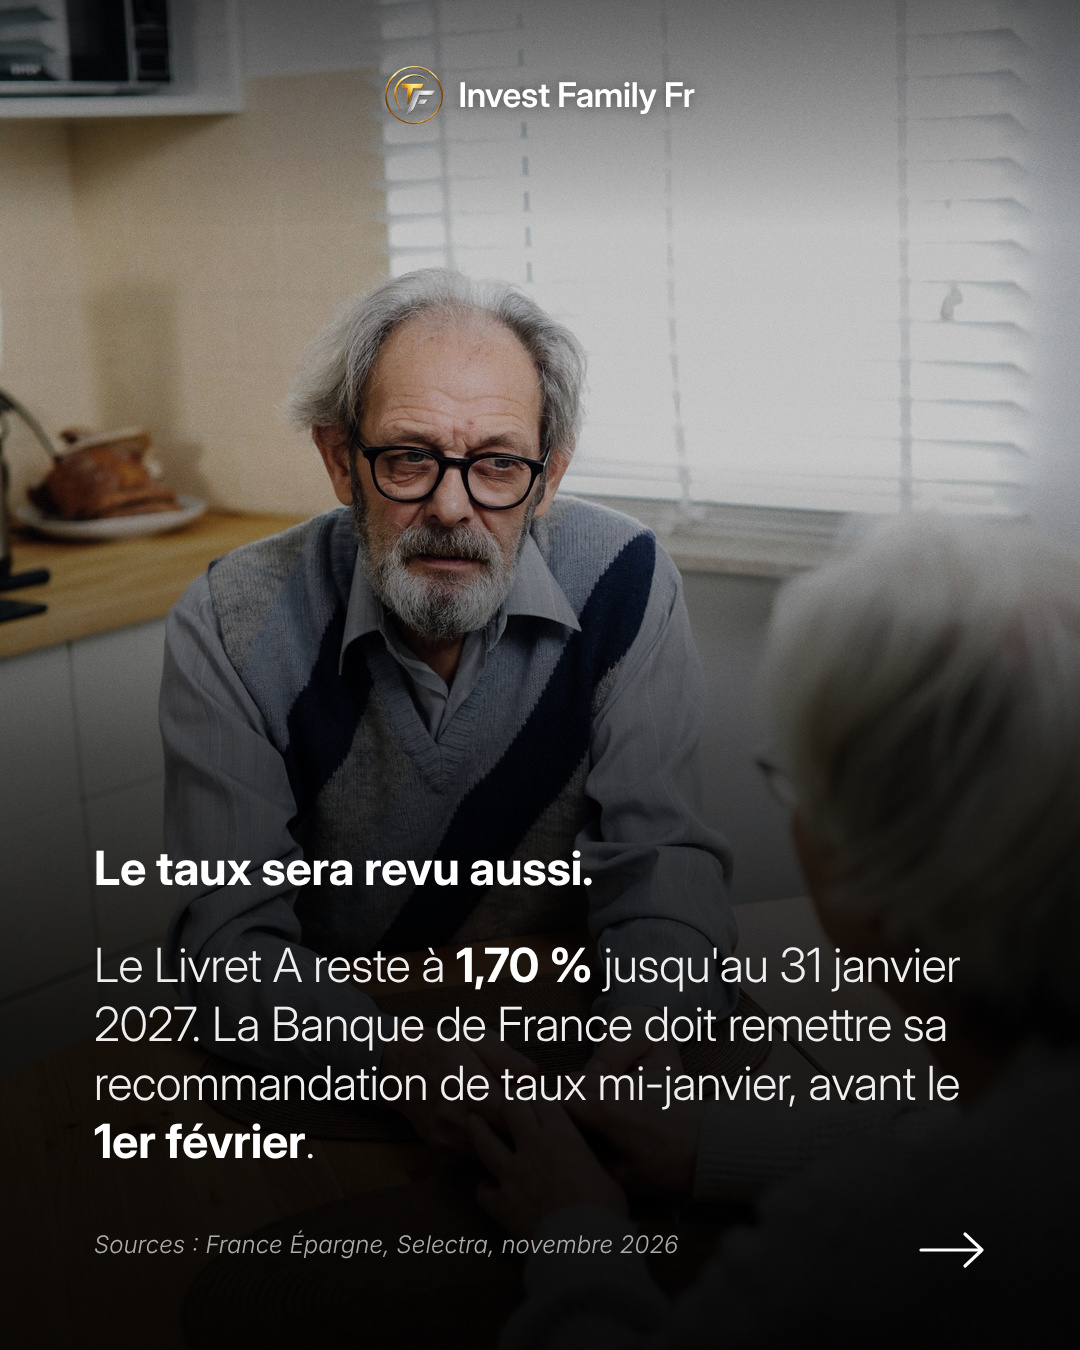 Invest Family Fr
Le taux sera revu aussi.
Le Livret A reste à 1,70 % jusqu'au 31 janvier
2027. La Banque de France doit remettre sa
recommandation de taux mi-janvier, avant le
1er février.
Sources : France Épargne, Selectra, novembre 2026